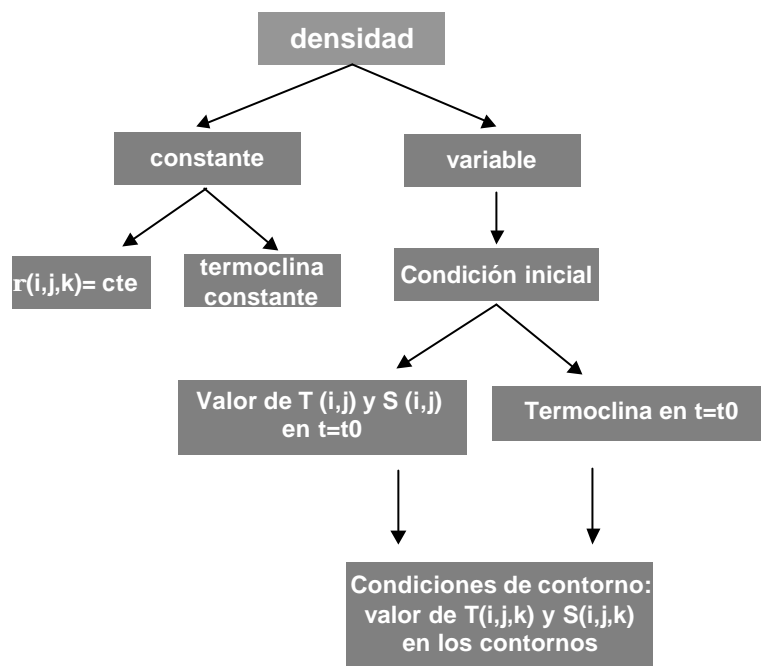 densidad
constante
variable
r(i,j,k)= cte
termoclina
constante
Condición inicial
Valor de T (i,j) y S (i,j)
en t=t0
Termoclina en t=t0
Condiciones de contorno:
valor de T(i,j,k) y S(i,j,k)
en los contornos